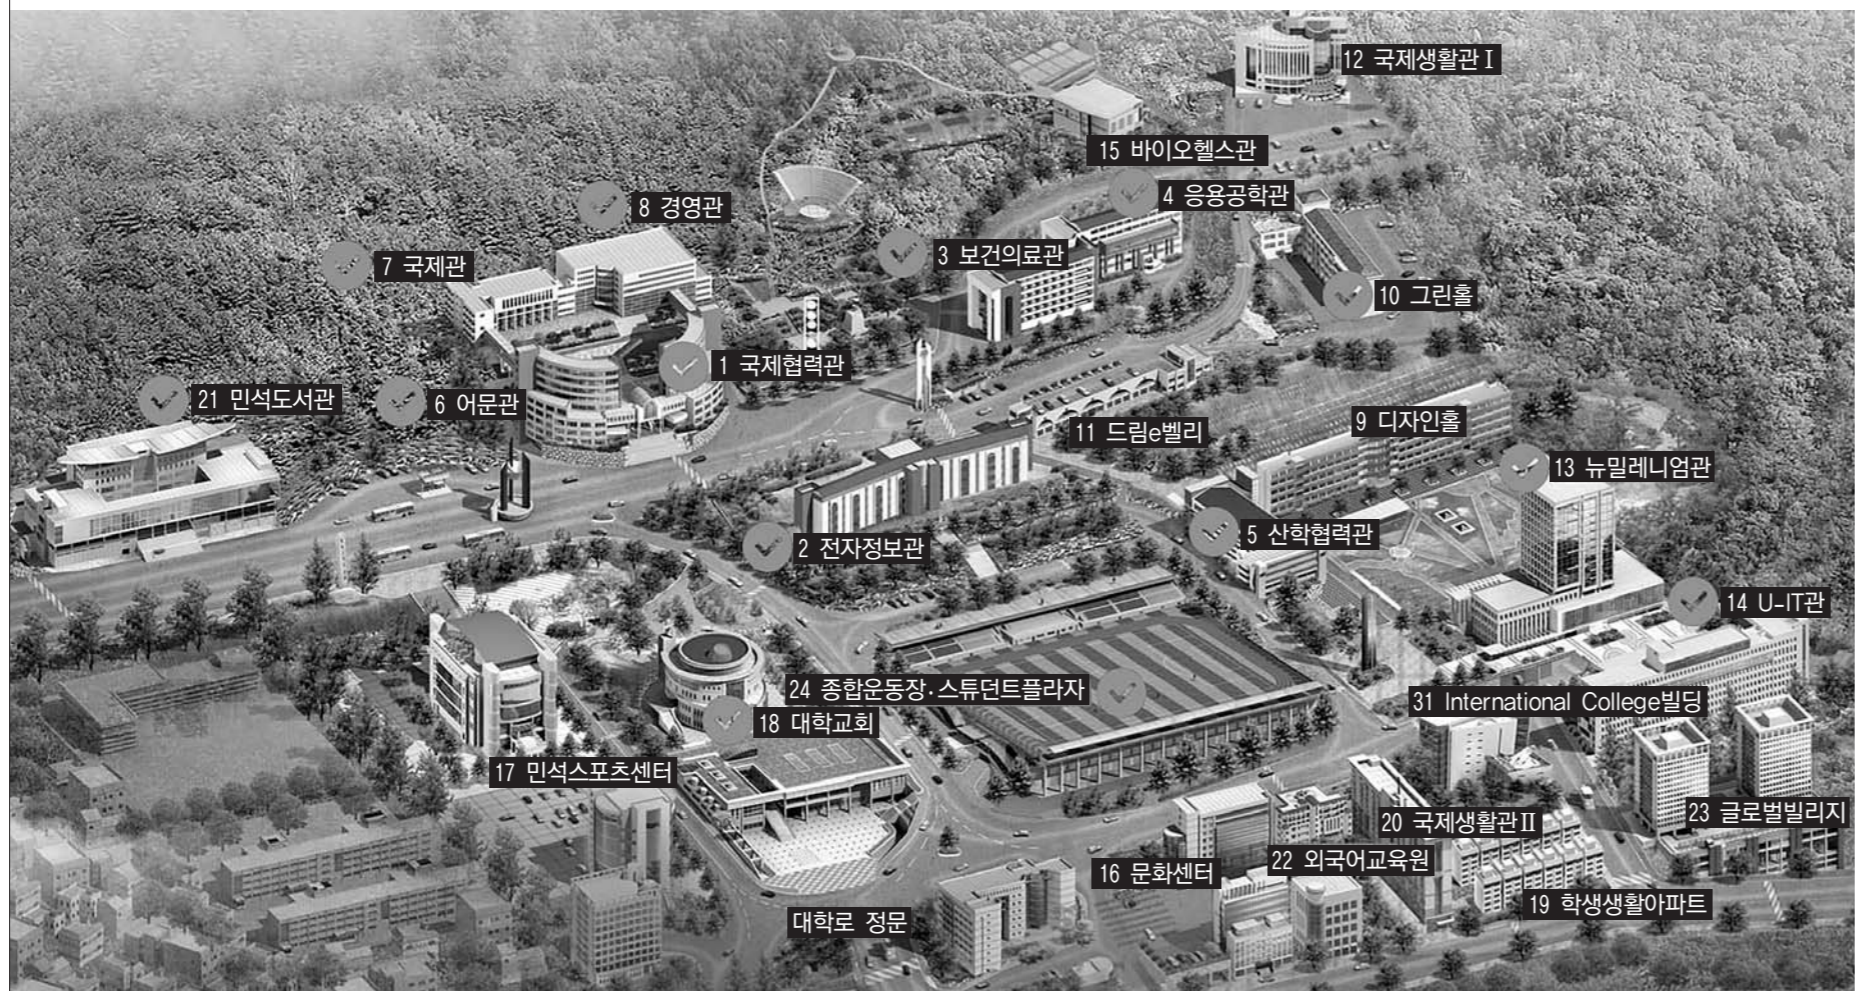 12 국제생활관Ⅰ
15 바이오헬스관
4 응용공학관
8 경영관
3 보건의료관
7 국제관
10 그린홀
1 국제협력관
21 민석도서관
6 어문관
11 드림e벨리
9 디자인홀
13 뉴밀레니엄관
2 전자정보관
5 산학협력관
14 U-IT관
24 종합운동장·스튜던트플라자
31 International College빌딩
18 대학교회
17 민석스포츠센터
20 국제생활관Ⅱ
23 글로벌빌리지
16 문화센터
22 외국어교육원
19 학생생활아파트
대학로 정문